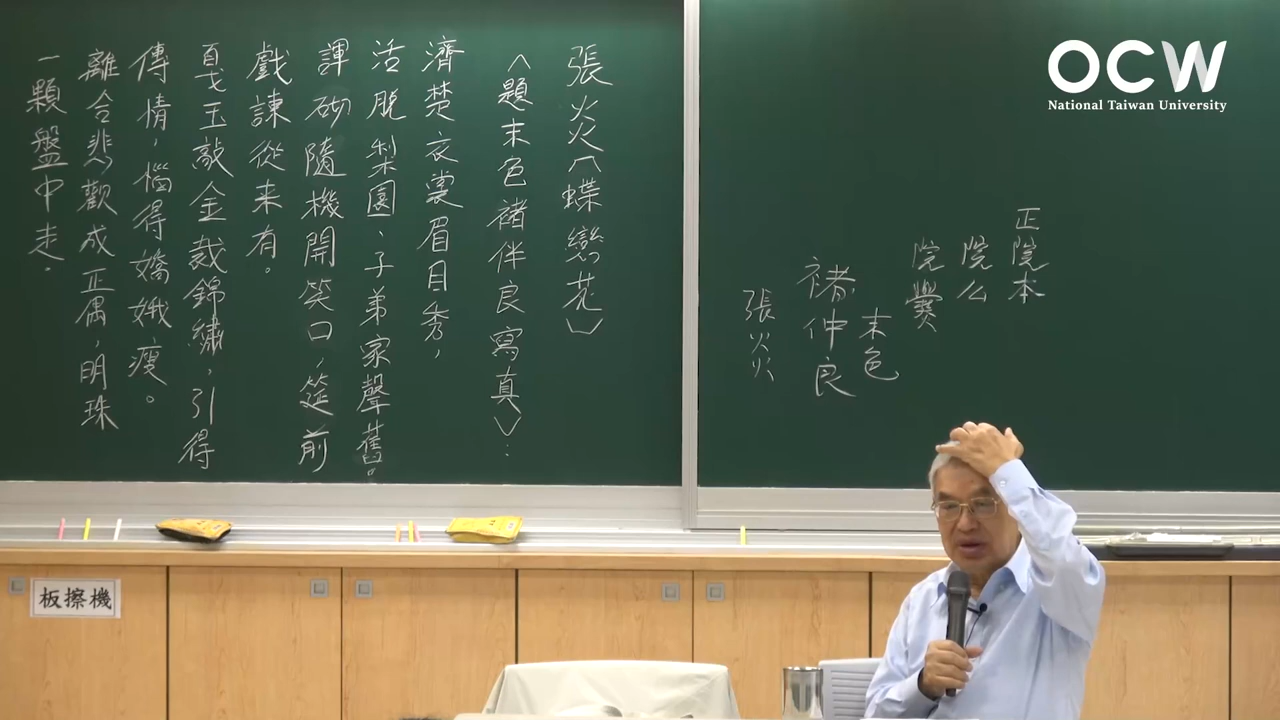 張炎〈蝶戀花〉
〈題末色褚伴良寫真〉：
濟楚衣裳眉目秀，
活脫梨園、子弟家聲舊。
諢砌隨機開笑口，筵前
戲諫從來有。
戛玉敲金裁錦繡，引得
傳情，惱得嬌娥瘦。
離合悲歡成正偶，明珠
一顆盤中走。
正院本
院么
院爨
末色
褚仲良
張炎
OCW
National Taiwan University
板擦機